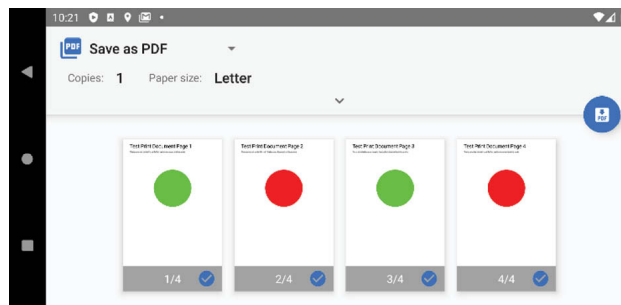 10:21
PDF Save as PDF
Copies: 1 Paper size: Letter
PDF
Test Print Document Page 1
Test Print Document Page 2
Test Print Document Page 3
Test Print Document Page 4
1/4
2/4
3/4
4/4